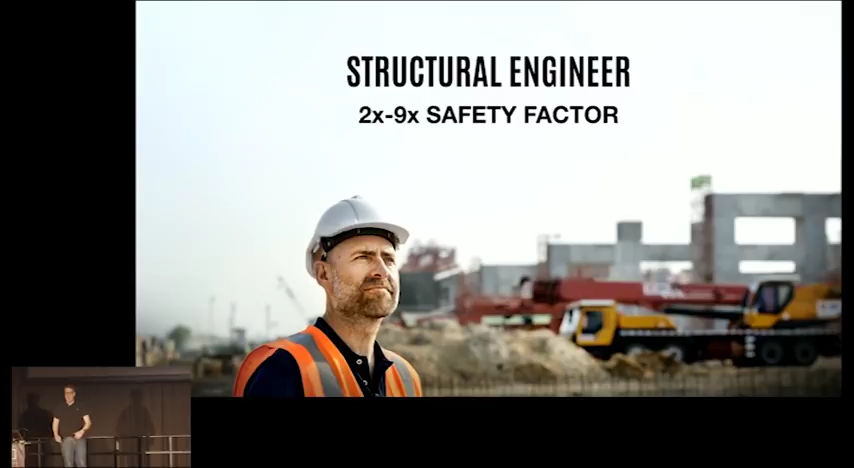 STRUCTURAL ENGINEER
2x-9x SAFETY FACTOR